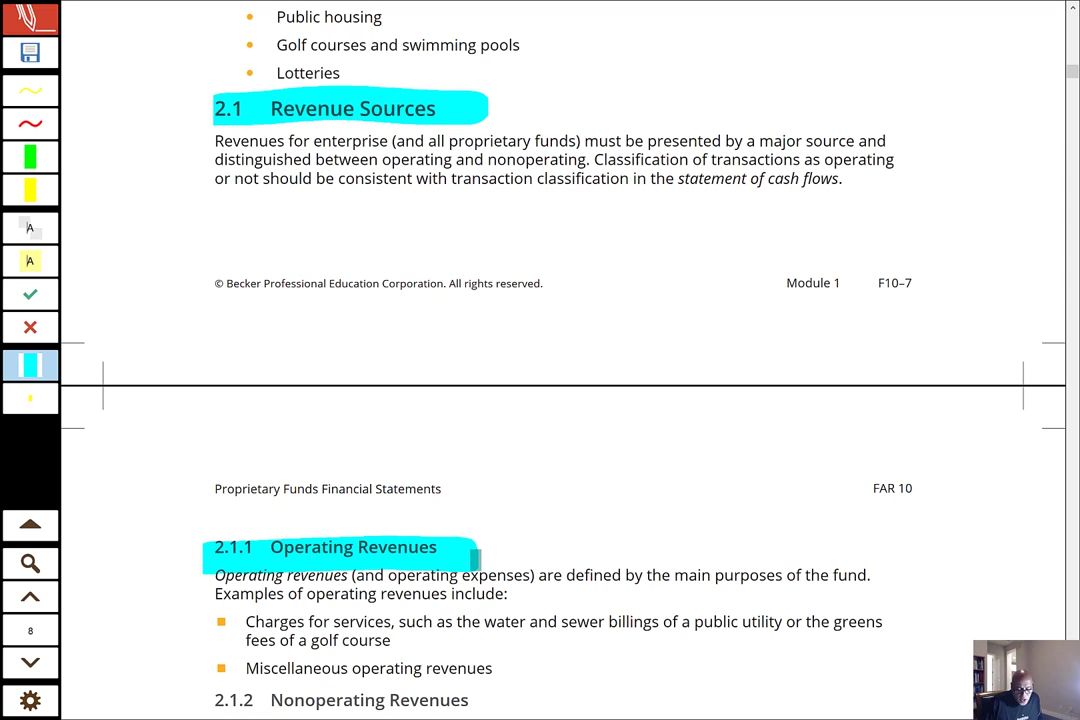 Public housing
Golf courses and swimming pools
Lotteries
2.1 Revenue Sources
Revenues for enterprise (and all proprietary funds) must be presented by a major source and
distinguished between operating and nonoperating. Classification of transactions as operating
or not should be consistent with transaction classification in the statement of cash flows.
© Becker Professional Education Corporation. All rights reserved. Module 1 F10–7
Proprietary Funds Financial Statements FAR 10
2.1.1 Operating Revenues
Operating revenues (and operating expenses) are defined by the main purposes of the fund.
Examples of operating revenues include:
Charges for services, such as the water and sewer billings of a public utility or the greens
fees of a golf course
Miscellaneous operating revenues
2.1.2 Nonoperating Revenues
A
A
8